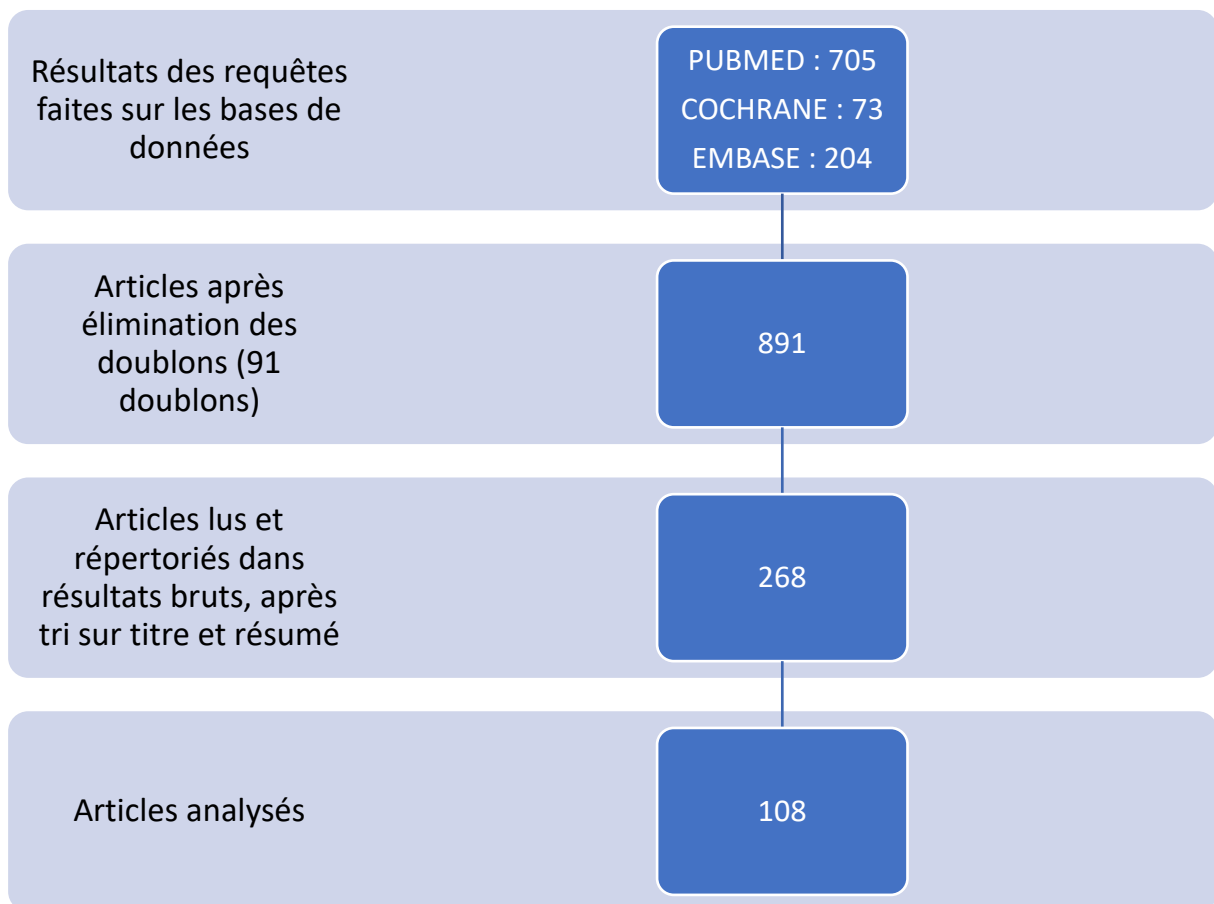 Résultats des requêtes
faites sur les bases de
données
PUBMED : 705
COCHRANE : 73
EMBASE : 204
Articles après
élimination des
doublons (91
doublons)
891
Articles lus et
répertoriés dans
résultats bruts, après
tri sur titre et résumé
268
Articles analysés
108